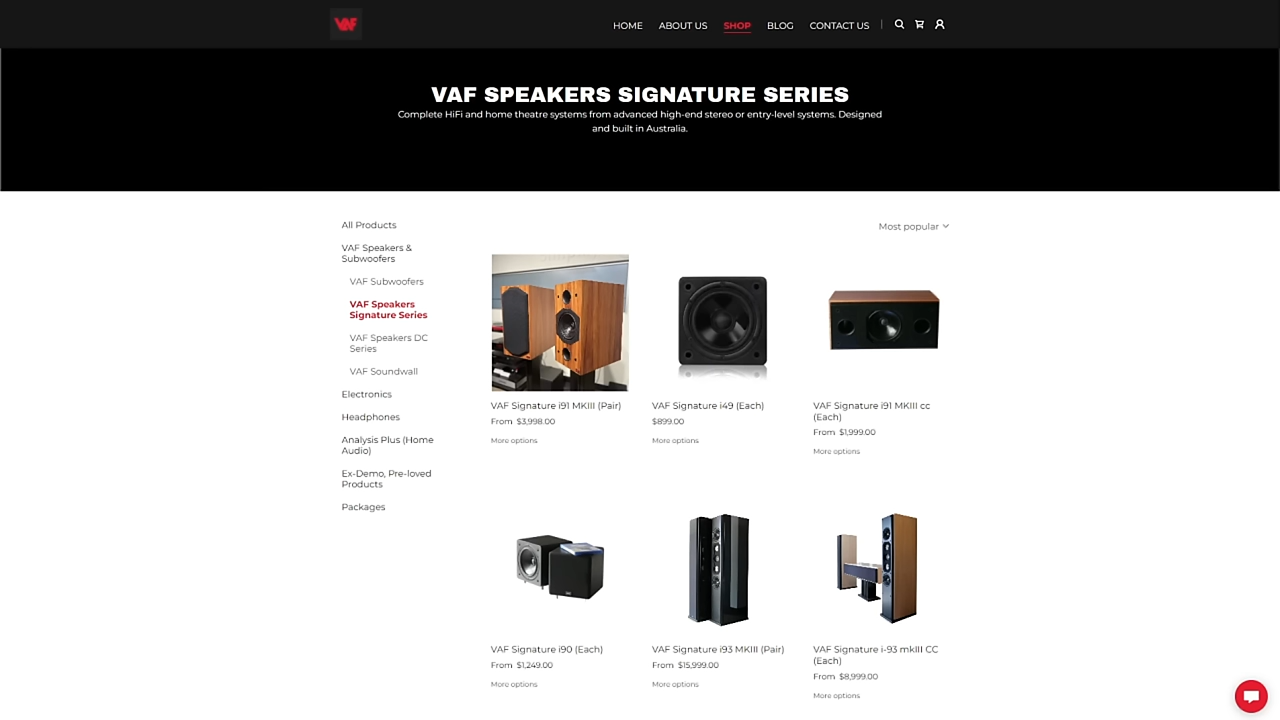 VAF
HOME
ABOUT US
SHOP
BLOG
CONTACT US
VAF SPEAKERS SIGNATURE SERIES
Complete HiFi and home theatre systems from advanced high-end stereo or entry-level systems. Designed
and built in Australia.
All Products
VAF Speakers &
Subwoofers
VAF Subwoofers
VAF Speakers
Signature Series
VAF Speakers DC
Series
VAF Soundwall
Electronics
Headphones
Analysis Plus (Home
Audio)
Ex-Demo, Pre-loved
Products
Packages
Most popular
VAF Signature i91 MKIII (Pair)
From $3,998.00
More options
VAF Signature i49 (Each)
$899.00
More options
VAF Signature i91 MKIII cc
(Each)
From $1,999.00
More options
VAF Signature i90 (Each)
From $1,249.00
More options
VAF Signature i93 MKIII (Pair)
From $15,999.00
More options
VAF Signature i-93 mkIII CC
(Each)
From $8,999.00
More options